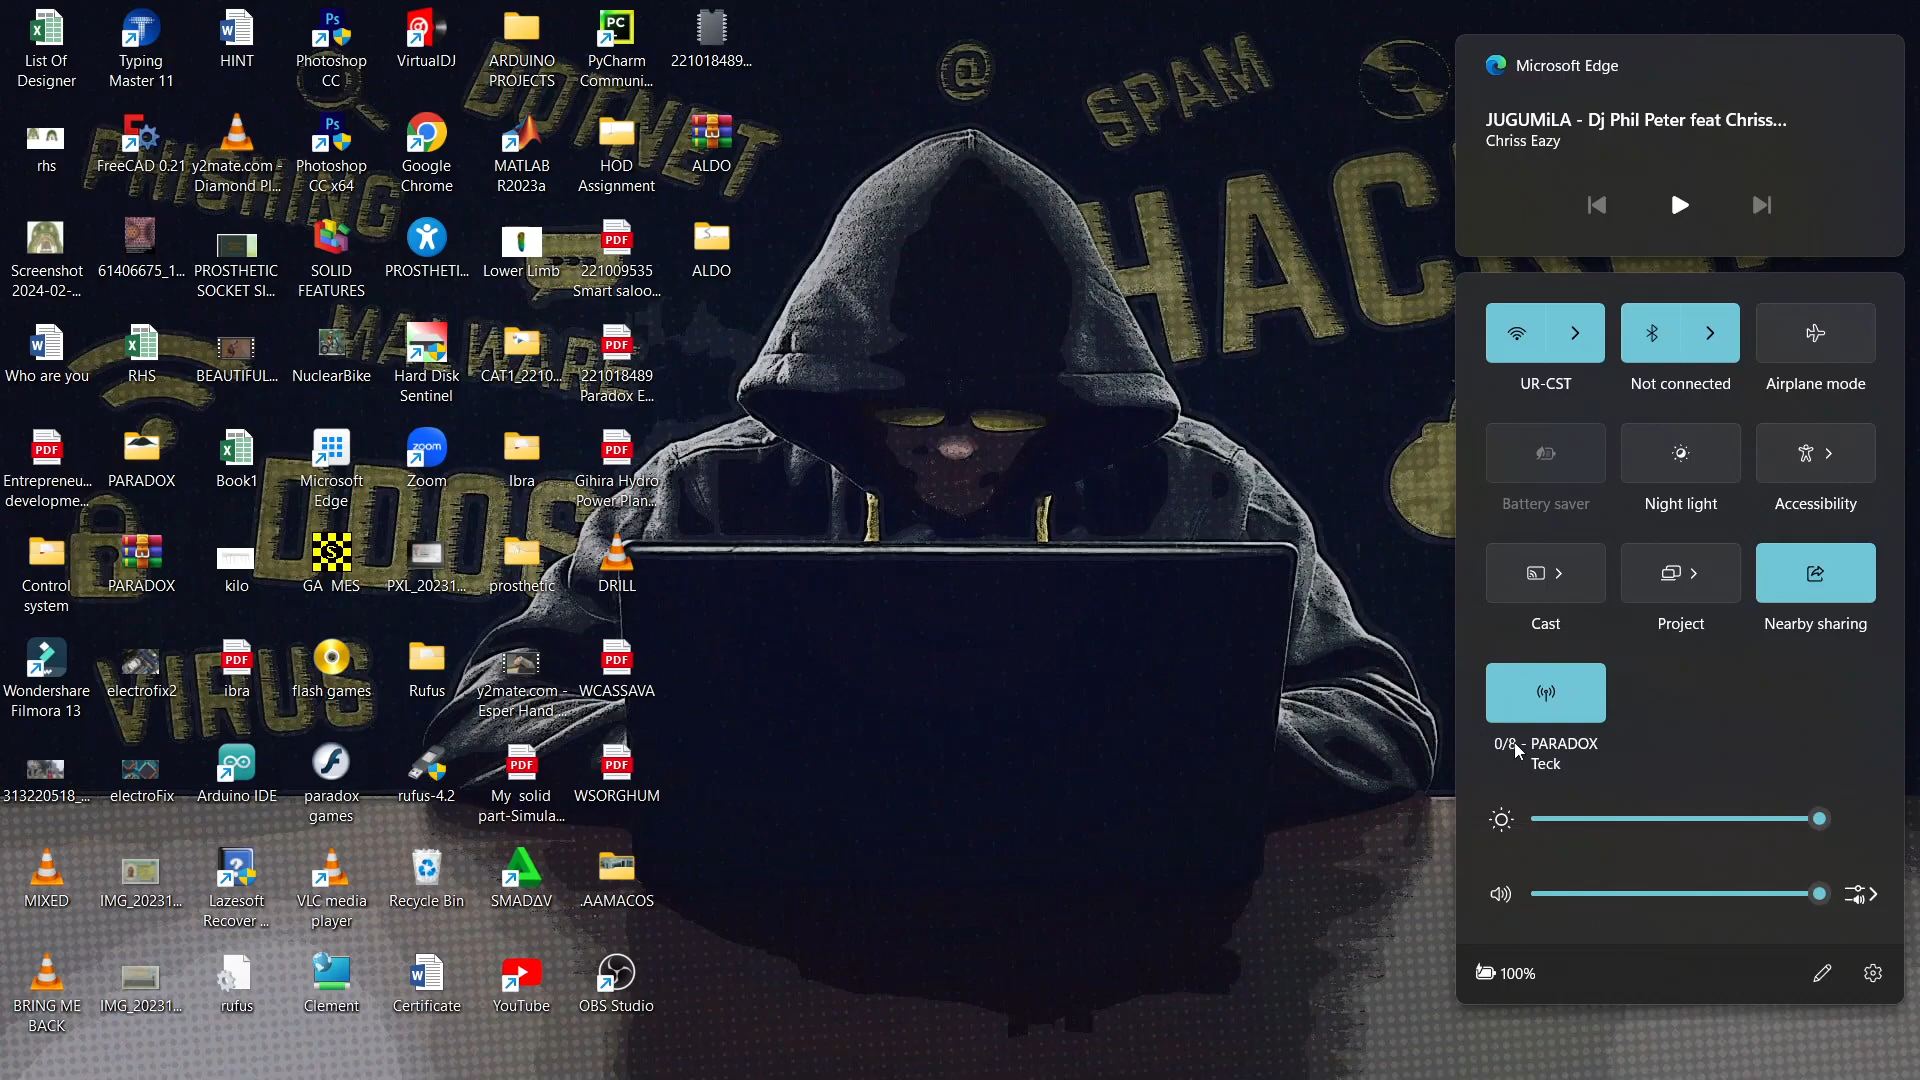 List Of
Designer
Typing
Master 11
HINT
Photoshop
CC
VirtualDJ
ARDUINO
PROJECTS
PyCharm
Communi...
221018489...
rhs
FreeCAD 0.21
y2mate.com -
Diamond Pl...
Photoshop
CC x64
Google
Chrome
MATLAB
R2023a
HOD
Assignment
ALDO
Screenshot
2024-02-...
61406675_1...
PROSTHETIC
SOCKET SI...
SOLID
FEATURES
PROSTHETI...
Lower Limb
221009535
Smart saloo...
ALDO
Who are you
RHS
BEAUTIFUL...
NuclearBike
Hard Disk
Sentinel
CAT1_2210...
221018489
Paradox E...
Entrepreneu...
developme...
PARADOX
Book1
Microsoft
Edge
Zoom
Ibra
Gihira Hydro
Power Plan...
Control
system
PARADOX
kilo
GA MES
PXL_20231...
prosthetic
DRILL
Wondershare
Filmora 13
electrofix2
ibra
flash games
Rufus
y2mate.com -
Esper Hand ...
WCASSAVA
313220518_...
electroFix
Arduino IDE
paradox
games
rufus-4.2
My solid
part-Simula...
WSORGHUM
MIXED
IMG_20231...
Lazesoft
Recover ...
VLC media
player
Recycle Bin
SMADΔV
.AAMACOS
BRING ME
BACK
IMG_20231...
rufus
Clement
Certificate
YouTube
OBS Studio
PHISHING
BOTNET
@
SPAM
HACK
MALWARE
DDOS
VIRUS
Microsoft Edge
JUGUMiLA - Dj Phil Peter feat Chriss...
Chriss Eazy
UR-CST
Not connected
Airplane mode
Battery saver
Night light
Accessibility
Cast
Project
Nearby sharing
0/8 - PARADOX
Teck
100%